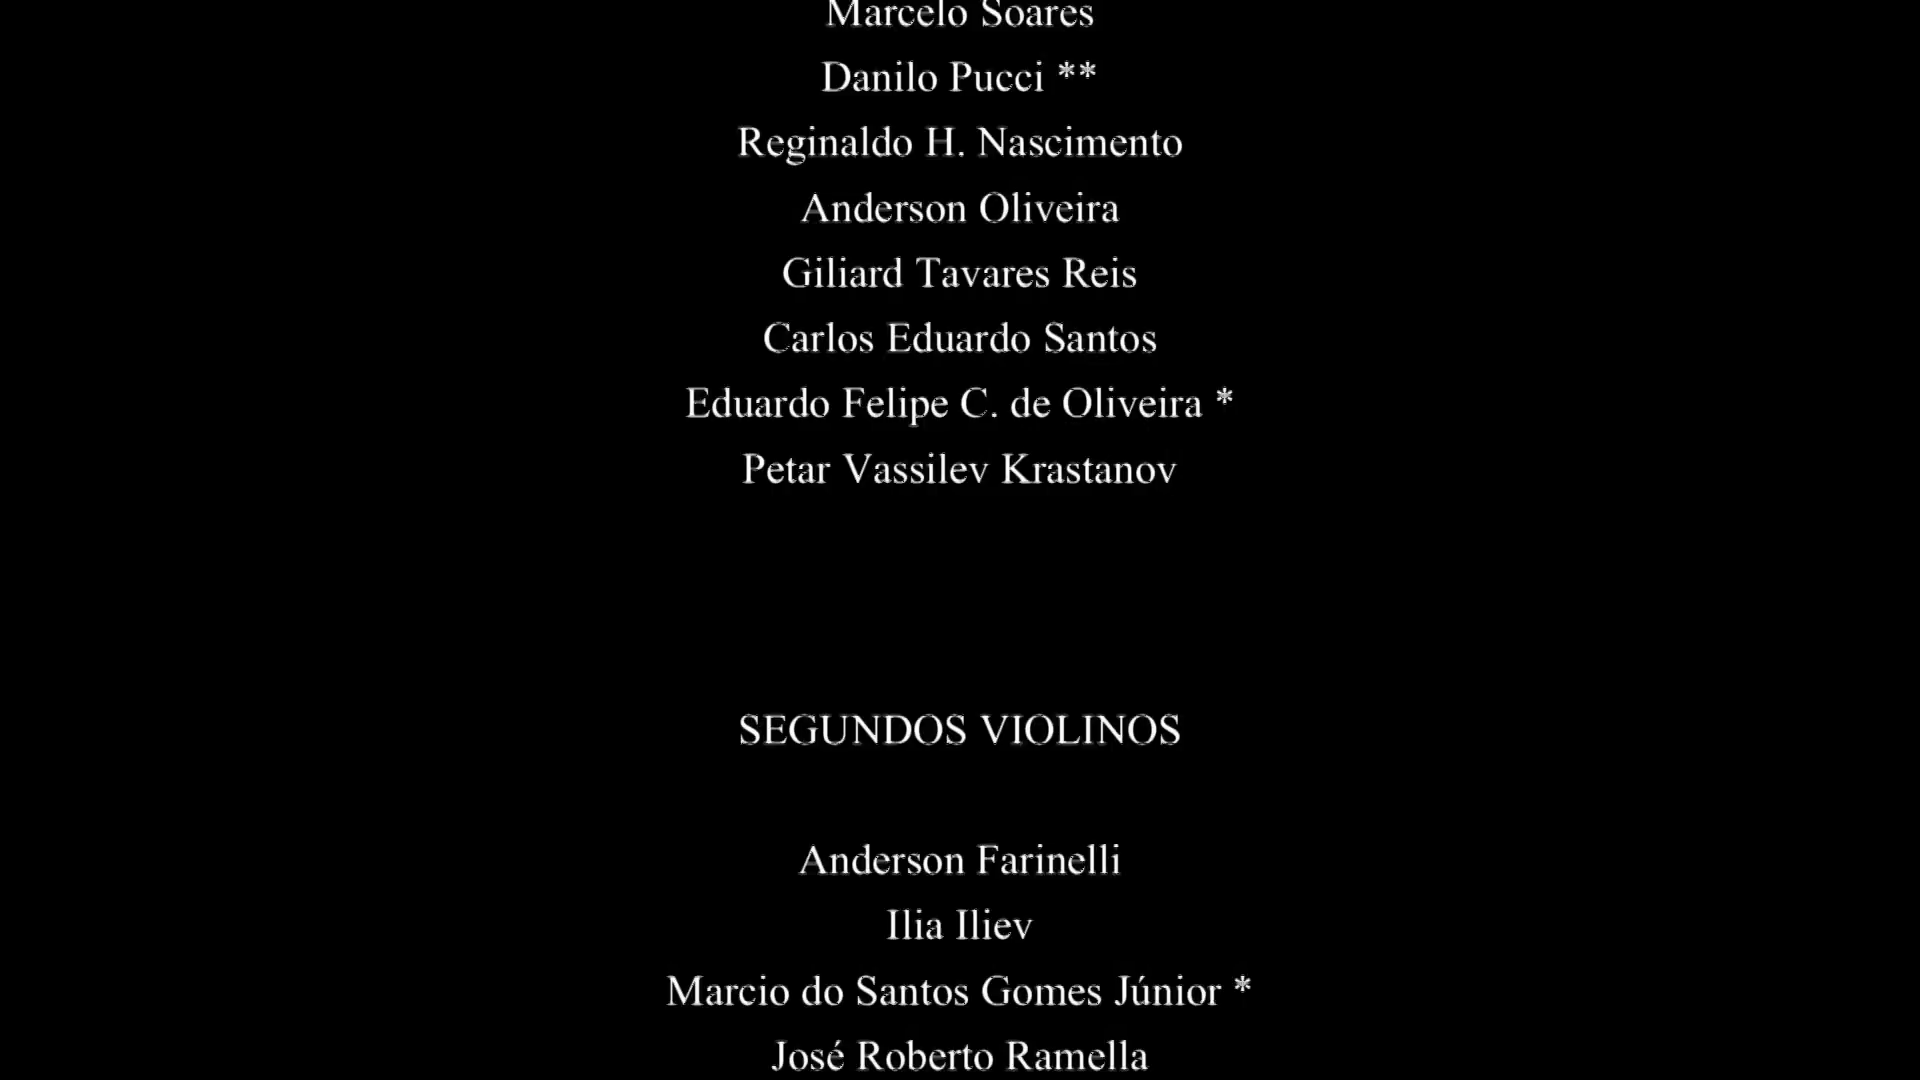 Marcelo Soares
Danilo Pucci **
Reginaldo H. Nascimento
Anderson Oliveira
Giliard Tavares Reis
Carlos Eduardo Santos
Eduardo Felipe C. de Oliveira *
Petar Vassilev Krastanov
SEGUNDOS VIOLINOS
Anderson Farinelli
Ilia Iliev
Marcio do Santos Gomes Júnior *
José Roberto Ramella